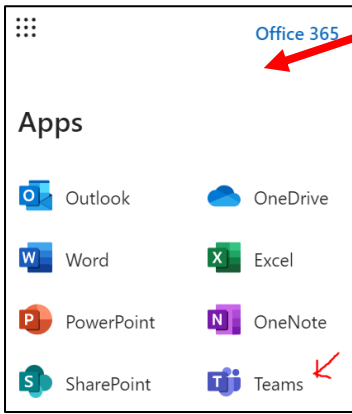 Office 365
Apps
Outlook OneDrive
Word Excel
PowerPoint OneNote
SharePoint Teams